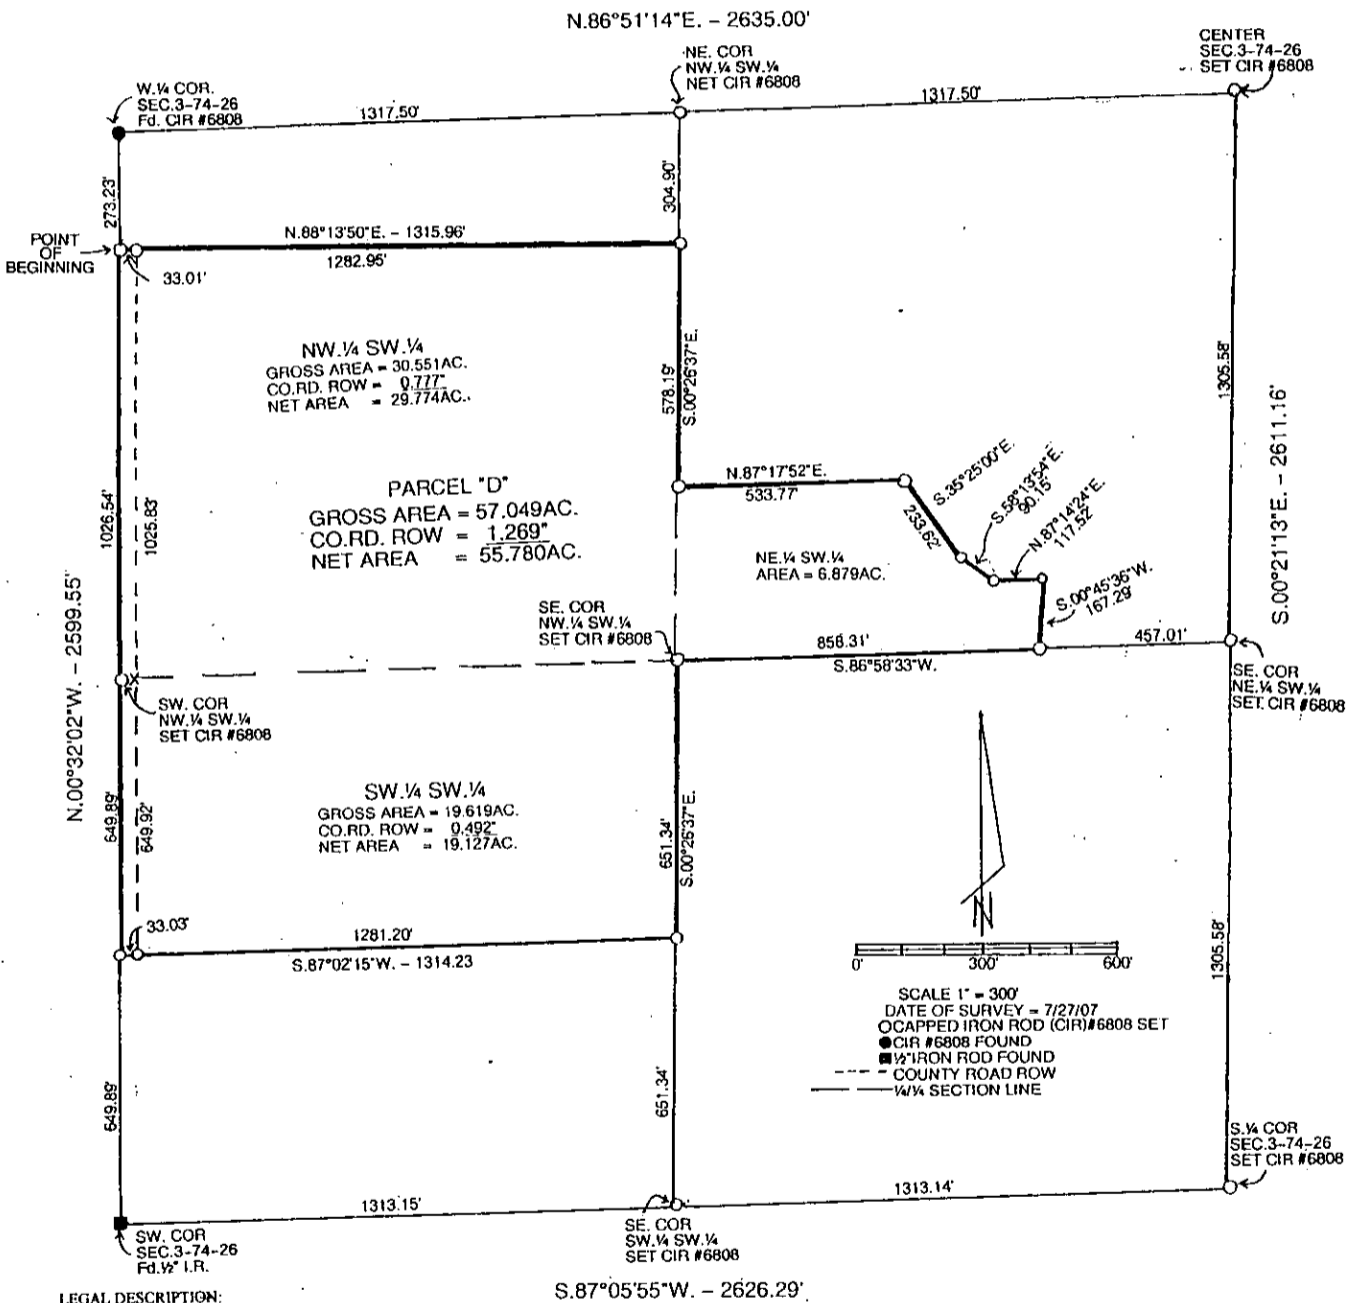 N.86°51'14"E. - 2635.00'
CENTER
SEC.3-74-26
SET CIR #6808
NE. COR
NW.¼ SW.¼
NET CIR #6808
W.¼ COR.
SEC.3-74-26
Fd. CIR #6808
1317.50'
1317.50'
273.23'
304.90'
POINT
OF
BEGINNING
N.88°13'50"E. - 1315.96'
1282.95'
33.01'
NW.¼ SW.¼
GROSS AREA = 30.551AC.
CO.RD. ROW = 0.777"
NET AREA = 29.774AC.
578.19'
S.00°26'37"E.
1305.58'
S.00°21'13"E. - 2611.16'
N.87°17'52"E.
533.77'
S.35°25'00"E.
233.62'
S.58°13'54"E.
90.15'
N.87°14'24"E.
117.52'
PARCEL "D"
GROSS AREA = 57.049AC.
CO.RD. ROW = 1.269"
NET AREA = 55.780AC.
1026.54'
1025.83'
NE.¼ SW.¼
AREA = 6.879AC.
S.00°45'36"W.
167.29'
N.00°32'02"W. - 2599.55'
SE. COR
NW.¼ SW.¼
SET CIR #6808
856.31'
S.86°58'33"W.
457.01'
SE. COR
NE.¼ SW.¼
SET CIR #6808
SW. COR
NW.¼ SW.¼
SET CIR #6808
SW.¼ SW.¼
GROSS AREA = 19.619AC.
CO.RD. ROW = 0.492"
NET AREA = 19.127AC.
649.89'
649.92'
651.34'
S.00°26'37"E.
33.03'
1281.20'
S.87°02'15"W. - 1314.23
N
0' 300' 600'
1305.58'
SCALE 1" = 300'
DATE OF SURVEY = 7/27/07
CAPPED IRON ROD (CIR)#6808 SET
CIR #6808 FOUND
½"IRON ROD FOUND
COUNTY ROAD ROW
¼/¼ SECTION LINE
649.89'
651.34'
S.¼ COR
SEC.3-74-26
SET CIR #6808
1313.15'
1313.14'
SW. COR
SEC.3-74-26
Fd.½" I.R.
SE. COR
SW.¼ SW.¼
SET CIR #6808
S.87°05'55"W. - 2626.29'
LEGAL DESCRIPTION: